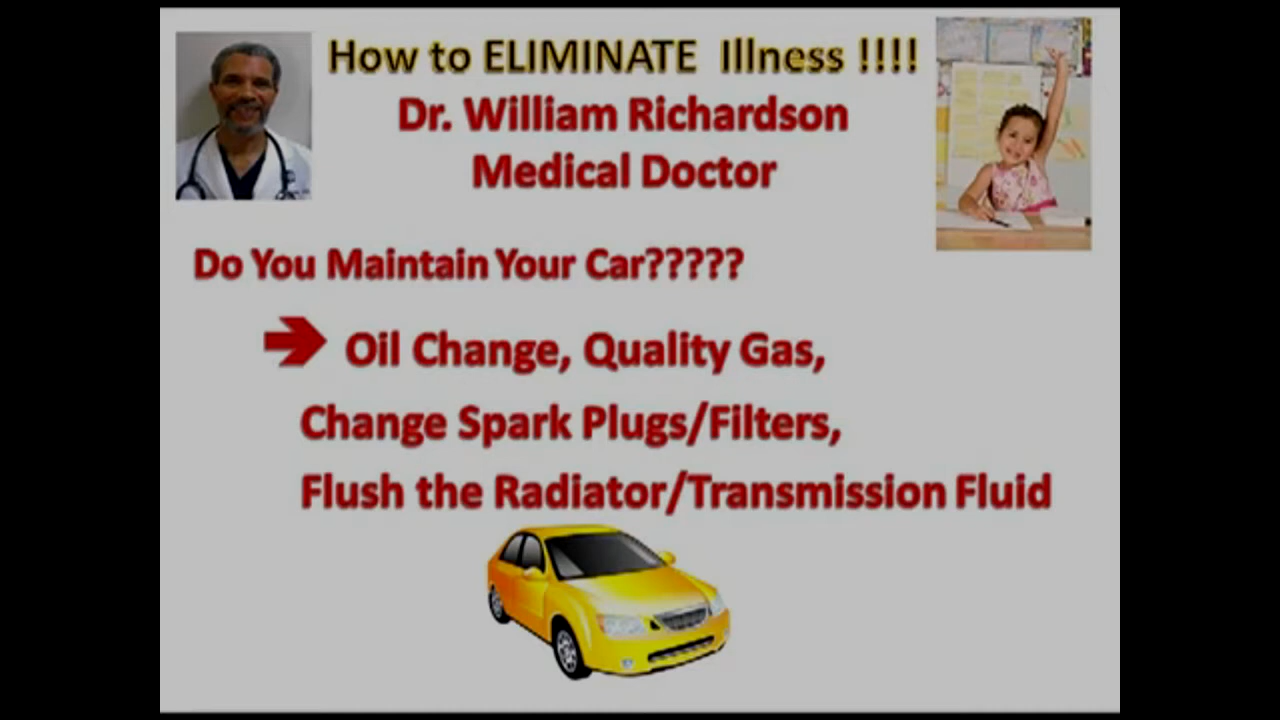 How to ELIMINATE Illness !!!!
Dr. William Richardson
Medical Doctor
Do You Maintain Your Car?????
Oil Change, Quality Gas,
Change Spark Plugs/Filters,
Flush the Radiator/Transmission Fluid